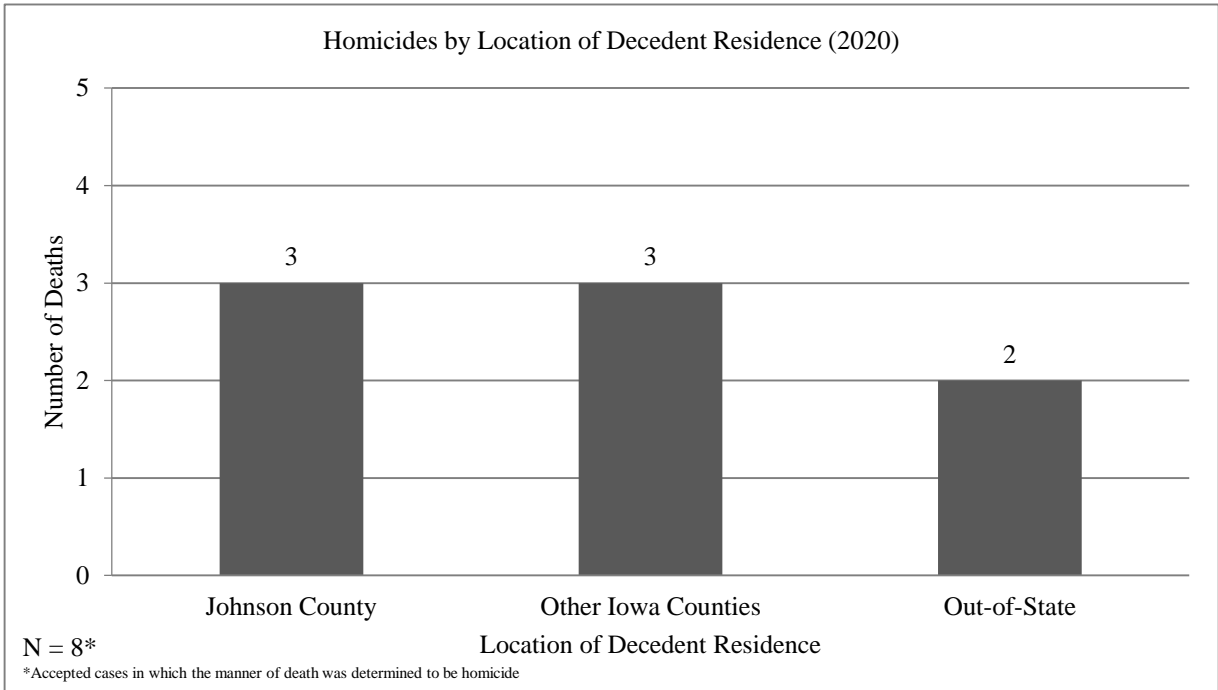 Homicides by Location of Decedent Residence (2020)
Number of Deaths
5
4
3
2
1
0
3
3
2
Johnson County
Other Iowa Counties
Out-of-State
Location of Decedent Residence
N = 8*
*Accepted cases in which the manner of death was determined to be homicide